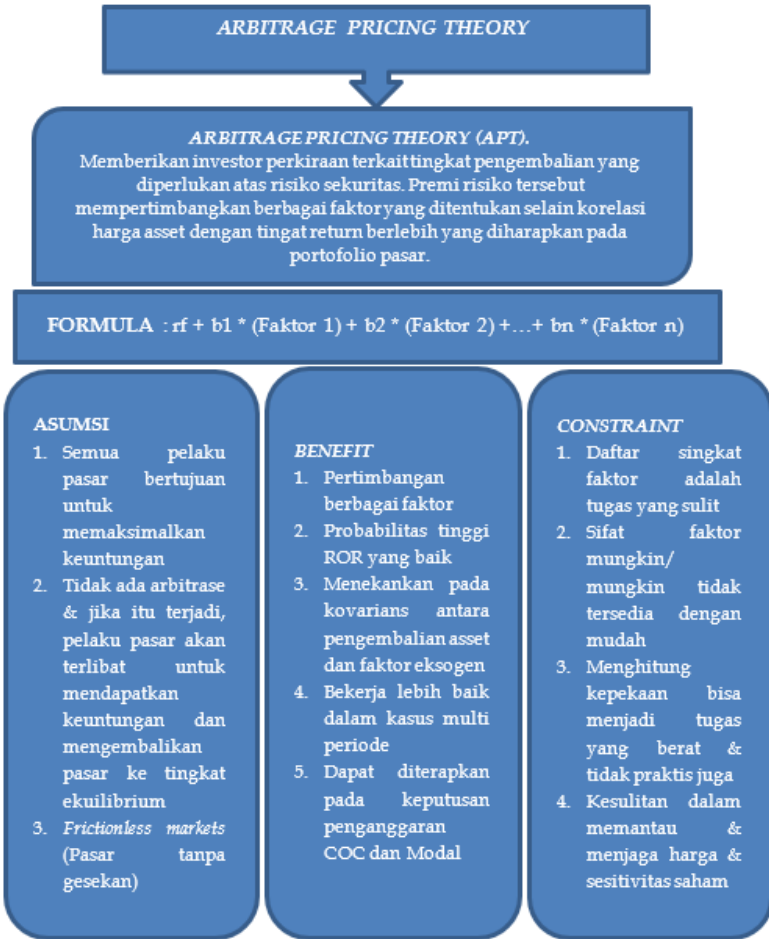 ARBITRAGE PRICING THEORY
ARBITRAGE PRICING THEORY (APT).
Memberikan investor perkiraan terkait tingkat pengembalian yang
diperlukan atas risiko sekuritas. Premi risiko tersebut
mempertimbangkan berbagai faktor yang ditentukan selain korelasi
harga asset dengan tingat return berlebih yang diharapkan pada
portofolio pasar.
FORMULA : rf + b1 * (Faktor 1) + b2 * (Faktor 2) +…+ bn * (Faktor n)
ASUMSI
1. Semua pelaku
pasar bertujuan
untuk
memaksimalkan
keuntungan
2. Tidak ada arbitrase
& jika itu terjadi,
pelaku pasar akan
terlibat untuk
mendapatkan
keuntungan dan
mengembalikan
pasar ke tingkat
ekuilibrium
3. Frictionless markets
(Pasar tanpa
gesekan)
BENEFIT
1. Pertimbangan
berbagai faktor
2. Probabilitas tinggi
ROR yang baik
3. Menekankan pada
kovarians antara
pengembalian asset
dan faktor eksogen
4. Bekerja lebih baik
dalam kasus multi
periode
5. Dapat diterapkan
pada keputusan
penganggaran
COC dan Modal
CONSTRAINT
1. Daftar singkat
faktor adalah
tugas yang sulit
2. Sifat faktor
mungkin/
mungkin tidak
tersedia dengan
mudah
3. Menghitung
kepekaan bisa
menjadi tugas
yang berat &
tidak praktis juga
4. Kesulitan dalam
memantau &
menjaga harga &
sesitivitas saham